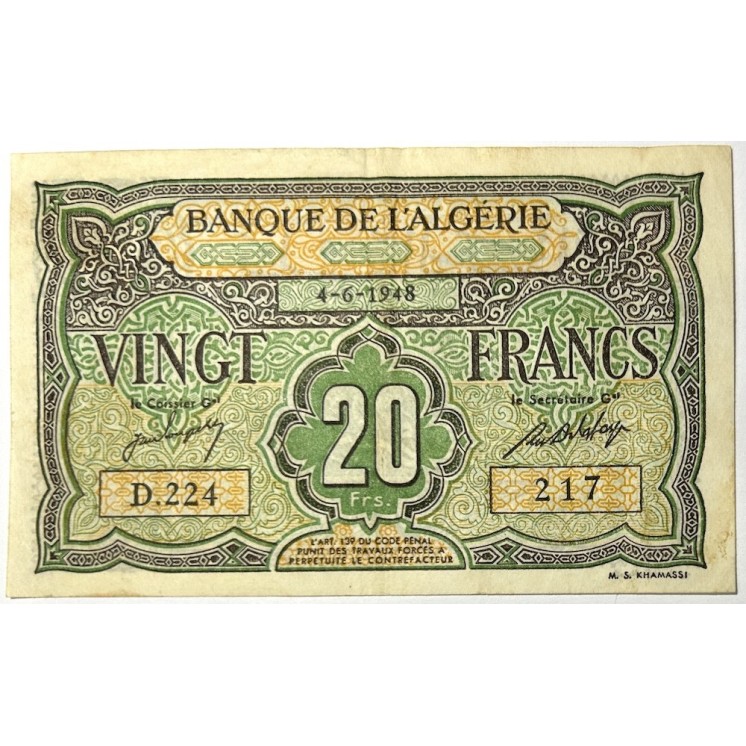 BANQUE DE L'ALGÉRIE
4-6-1948
VINGT FRANCS
le Caissier Gal le Secrétaire Gal
20
Frs.
D.224 217
L'ART. 139 DU CODE PÉNAL
PUNIT DES TRAVAUX FORCÉS A
PERPÉTUITÉ LE CONTREFACTEUR
M. S. KHAMASSI